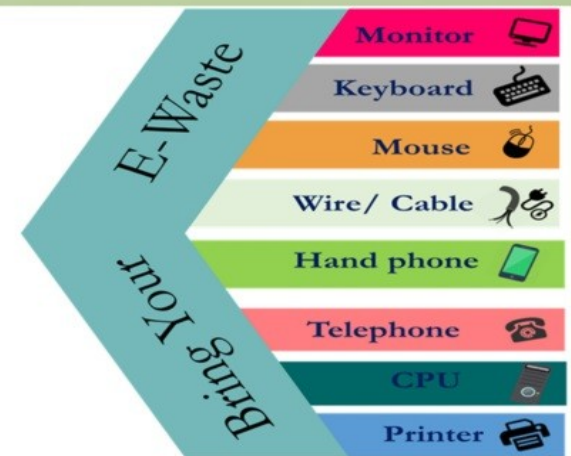 E-Waste
Bring Your
Monitor
Keyboard
Mouse
Wire/ Cable
Hand phone
Telephone
CPU
Printer